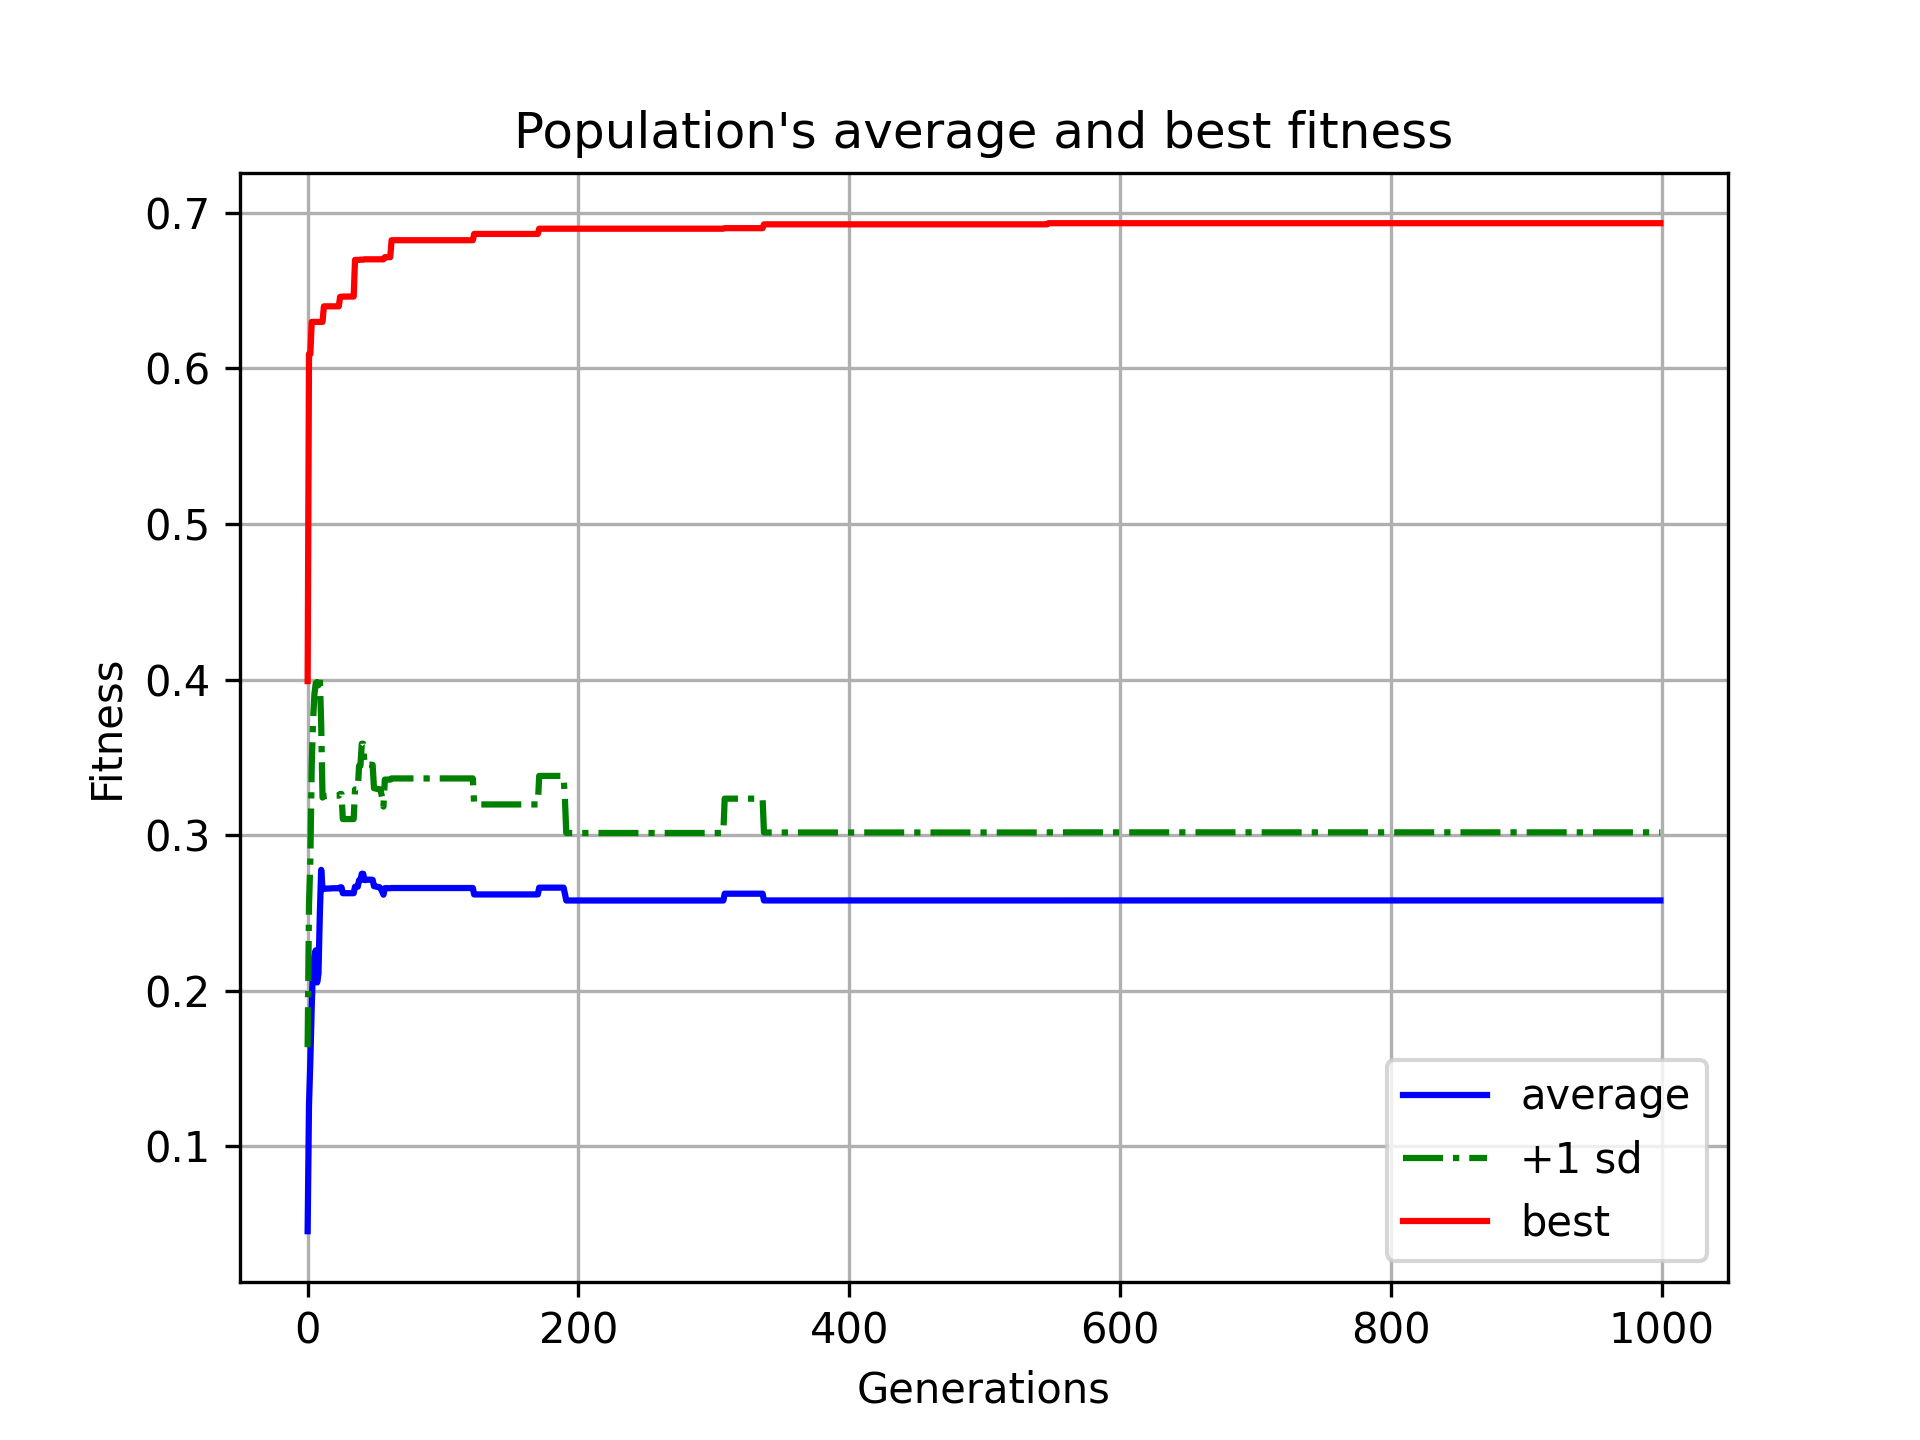 Population's average and best fitness
0.7
0.6
0.5
0.4
0.3
0.2
0.1
Fitness
average
+1 sd
best
0 200 400 600 800 1000
Generations